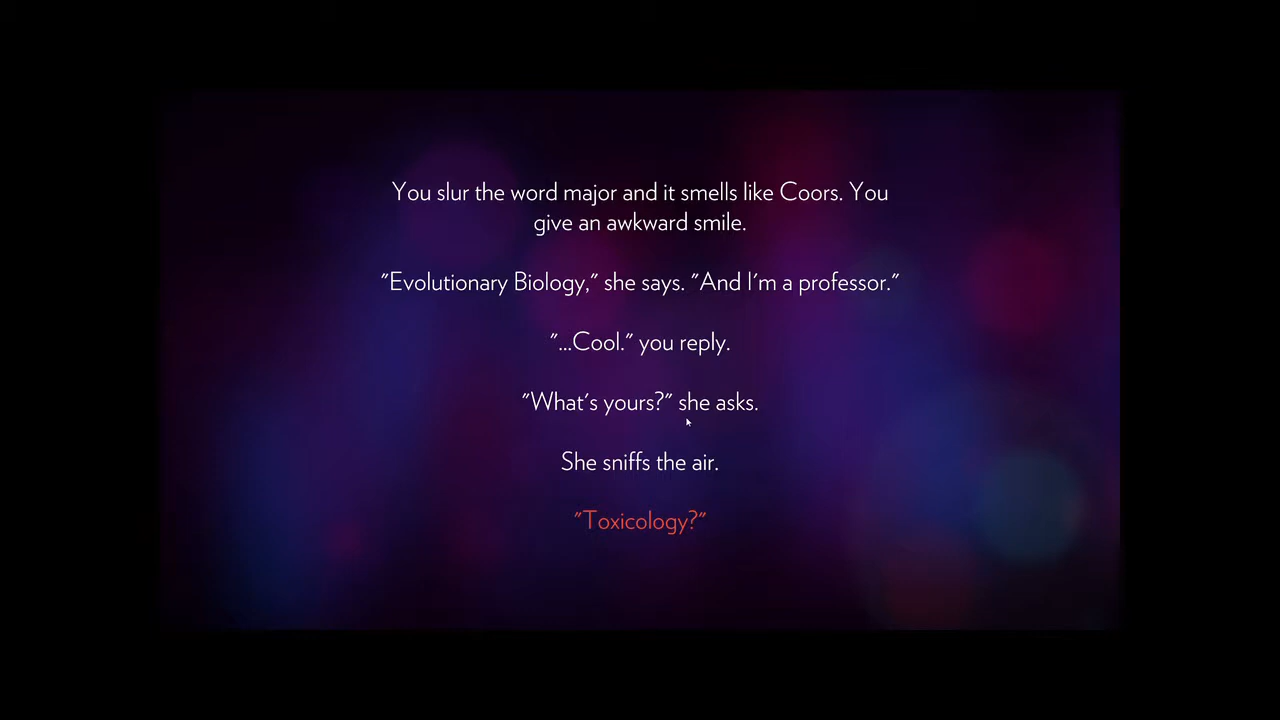 You slur the word major and it smells like Coors. You
give an awkward smile.
"Evolutionary Biology," she says. "And I'm a professor."
"...Cool." you reply.
"What's yours?" she asks.
She sniffs the air.
"Toxicology?"